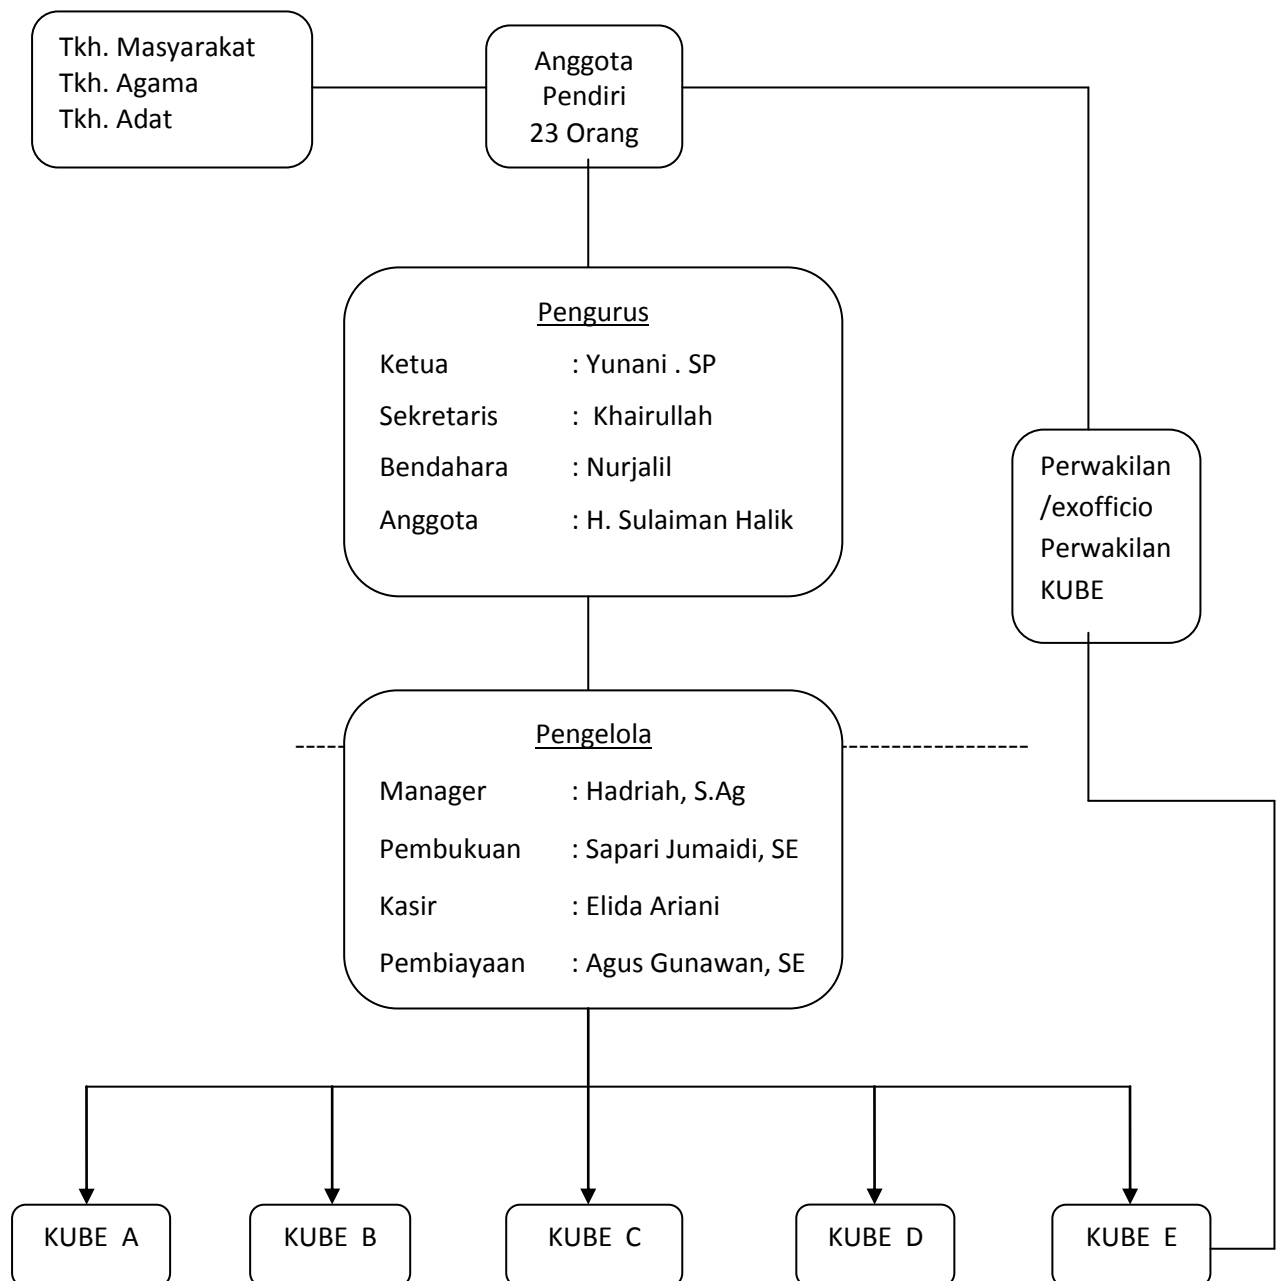 Tkh. Masyarakat
Tkh. Agama
Tkh. Adat
Anggota
Pendiri
23 Orang
Pengurus
Ketua : Yunani . SP
Sekretaris : Khairullah
Bendahara : Nurjalil
Anggota : H. Sulaiman Halik
Perwakilan
/exofficio
Perwakilan
KUBE
Pengelola
Manager : Hadriah, S.Ag
Pembukuan : Sapari Jumaidi, SE
Kasir : Elida Ariani
Pembiayaan : Agus Gunawan, SE
KUBE A
KUBE B
KUBE C
KUBE D
KUBE E